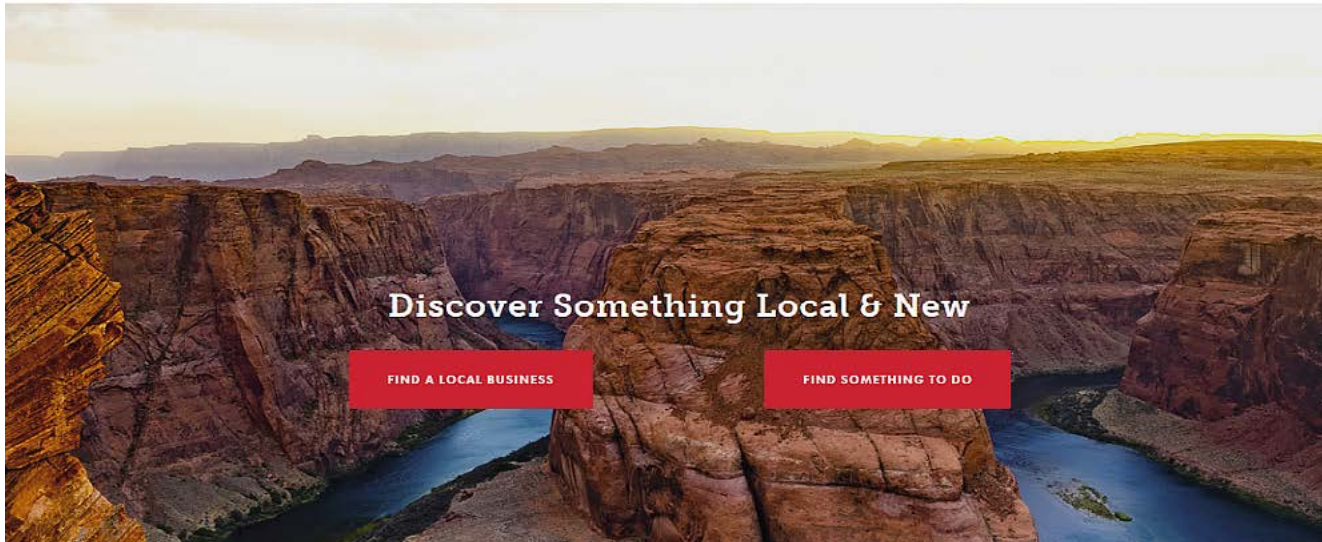 Discover Something Local & New
FIND A LOCAL BUSINESS
FIND SOMETHING TO DO